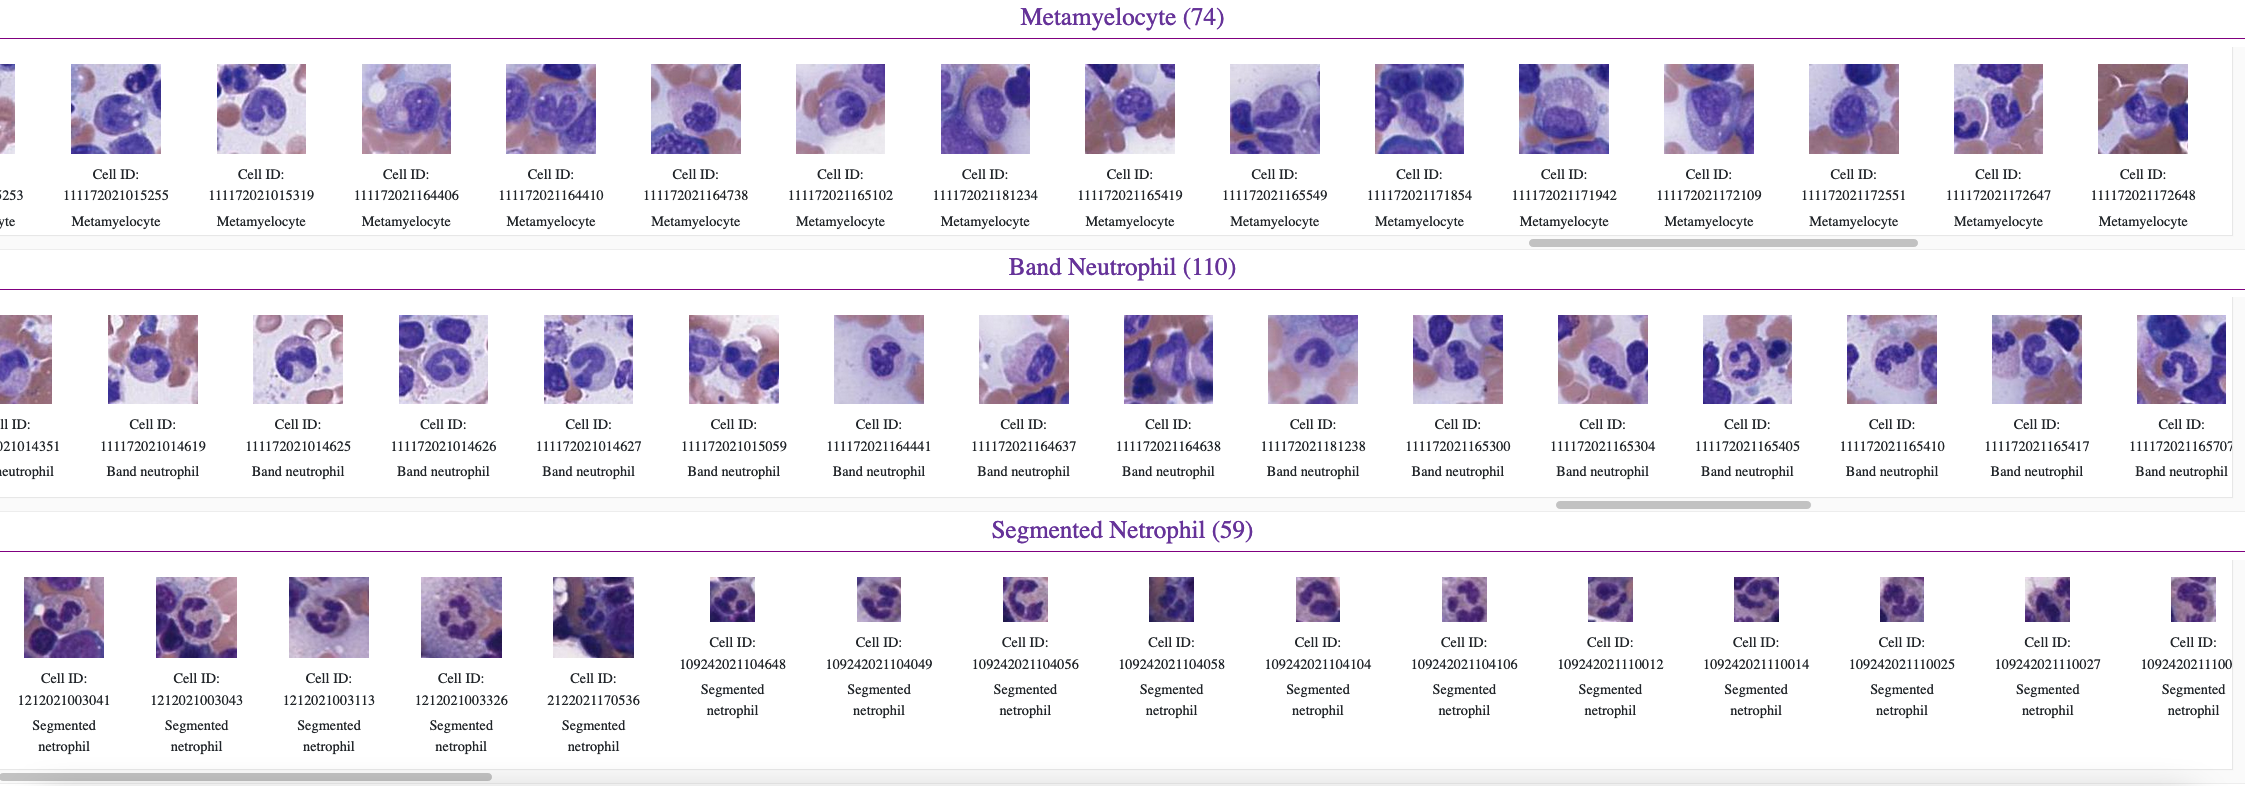 Metamyelocyte (74)
5253 Cell ID: Cell ID: Cell ID: Cell ID: Cell ID: Cell ID: Cell ID: Cell ID: Cell ID: Cell ID: Cell ID: Cell ID: Cell ID: Cell ID: Cell ID:
111172021015255 111172021015319 111172021164406 111172021164410 111172021164738 111172021165102 111172021181234 111172021165419 111172021165549 111172021171854 111172021171942 111172021172109 111172021172551 111172021172647 111172021172648
yte Metamyelocyte Metamyelocyte Metamyelocyte Metamyelocyte Metamyelocyte Metamyelocyte Metamyelocyte Metamyelocyte Metamyelocyte Metamyelocyte Metamyelocyte Metamyelocyte Metamyelocyte Metamyelocyte Metamyelocyte
Band Neutrophil (110)
ll ID: Cell ID: Cell ID: Cell ID: Cell ID: Cell ID: Cell ID: Cell ID: Cell ID: Cell ID: Cell ID: Cell ID: Cell ID: Cell ID: Cell ID: Cell ID:
021014351 111172021014619 111172021014625 111172021014626 111172021014627 111172021015059 111172021164441 111172021164637 111172021164638 111172021181238 111172021165300 111172021165304 111172021165405 111172021165410 111172021165417 111172021165707
eutrophil Band neutrophil Band neutrophil Band neutrophil Band neutrophil Band neutrophil Band neutrophil Band neutrophil Band neutrophil Band neutrophil Band neutrophil Band neutrophil Band neutrophil Band neutrophil Band neutrophil Band neutrophil
Segmented Netrophil (59)
Cell ID: Cell ID: Cell ID: Cell ID: Cell ID:
1212021003041 1212021003043 1212021003113 1212021003326 2122021170536
Segmented Segmented Segmented Segmented Segmented
netrophil netrophil netrophil netrophil netrophil
Cell ID: Cell ID: Cell ID: Cell ID: Cell ID: Cell ID: Cell ID: Cell ID: Cell ID: Cell ID: Cell ID:
109242021104648 109242021104049 109242021104056 109242021104058 109242021104104 109242021104106 109242021110012 109242021110014 109242021110025 109242021110027 109242021100
Segmented Segmented Segmented Segmented Segmented Segmented Segmented Segmented Segmented Segmented Segmented
netrophil netrophil netrophil netrophil netrophil netrophil netrophil netrophil netrophil netrophil netrophil